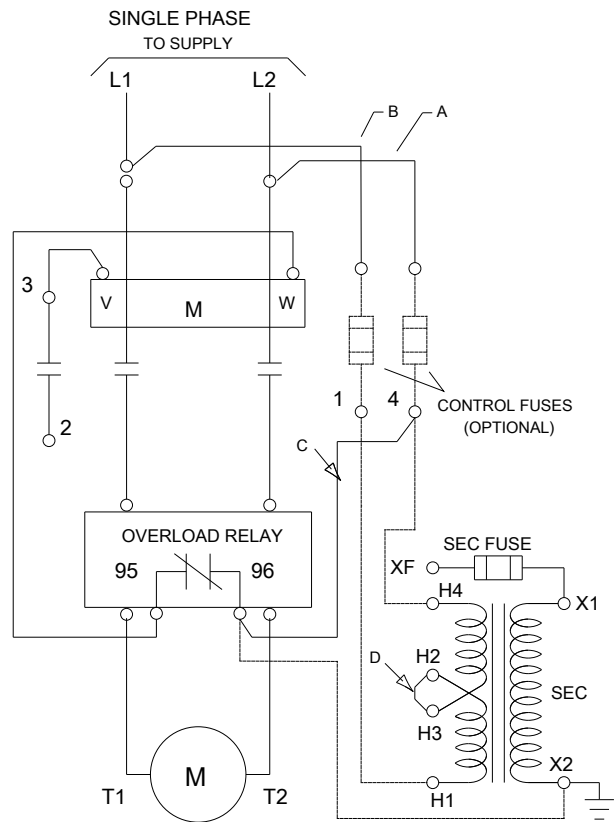 SINGLE PHASE
TO SUPPLY
L1 L2
B A
3
V M W
2
1 4
CONTROL FUSES
(OPTIONAL)
C
OVERLOAD RELAY
95 96
SEC FUSE
XF
H4 X1
D H2
SEC
H3
X2
H1
M
T1 T2